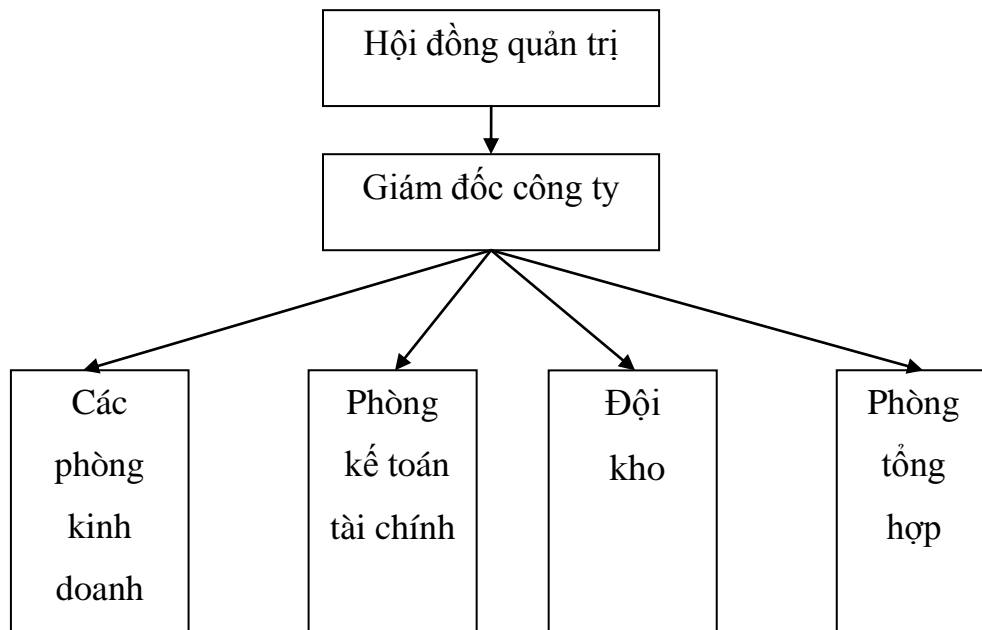 Hội đồng quản trị
Giám đốc công ty
Các
phòng
kinh
doanh
Phòng
kế toán
tài chính
Đội
kho
Phòng
tổng
hợp